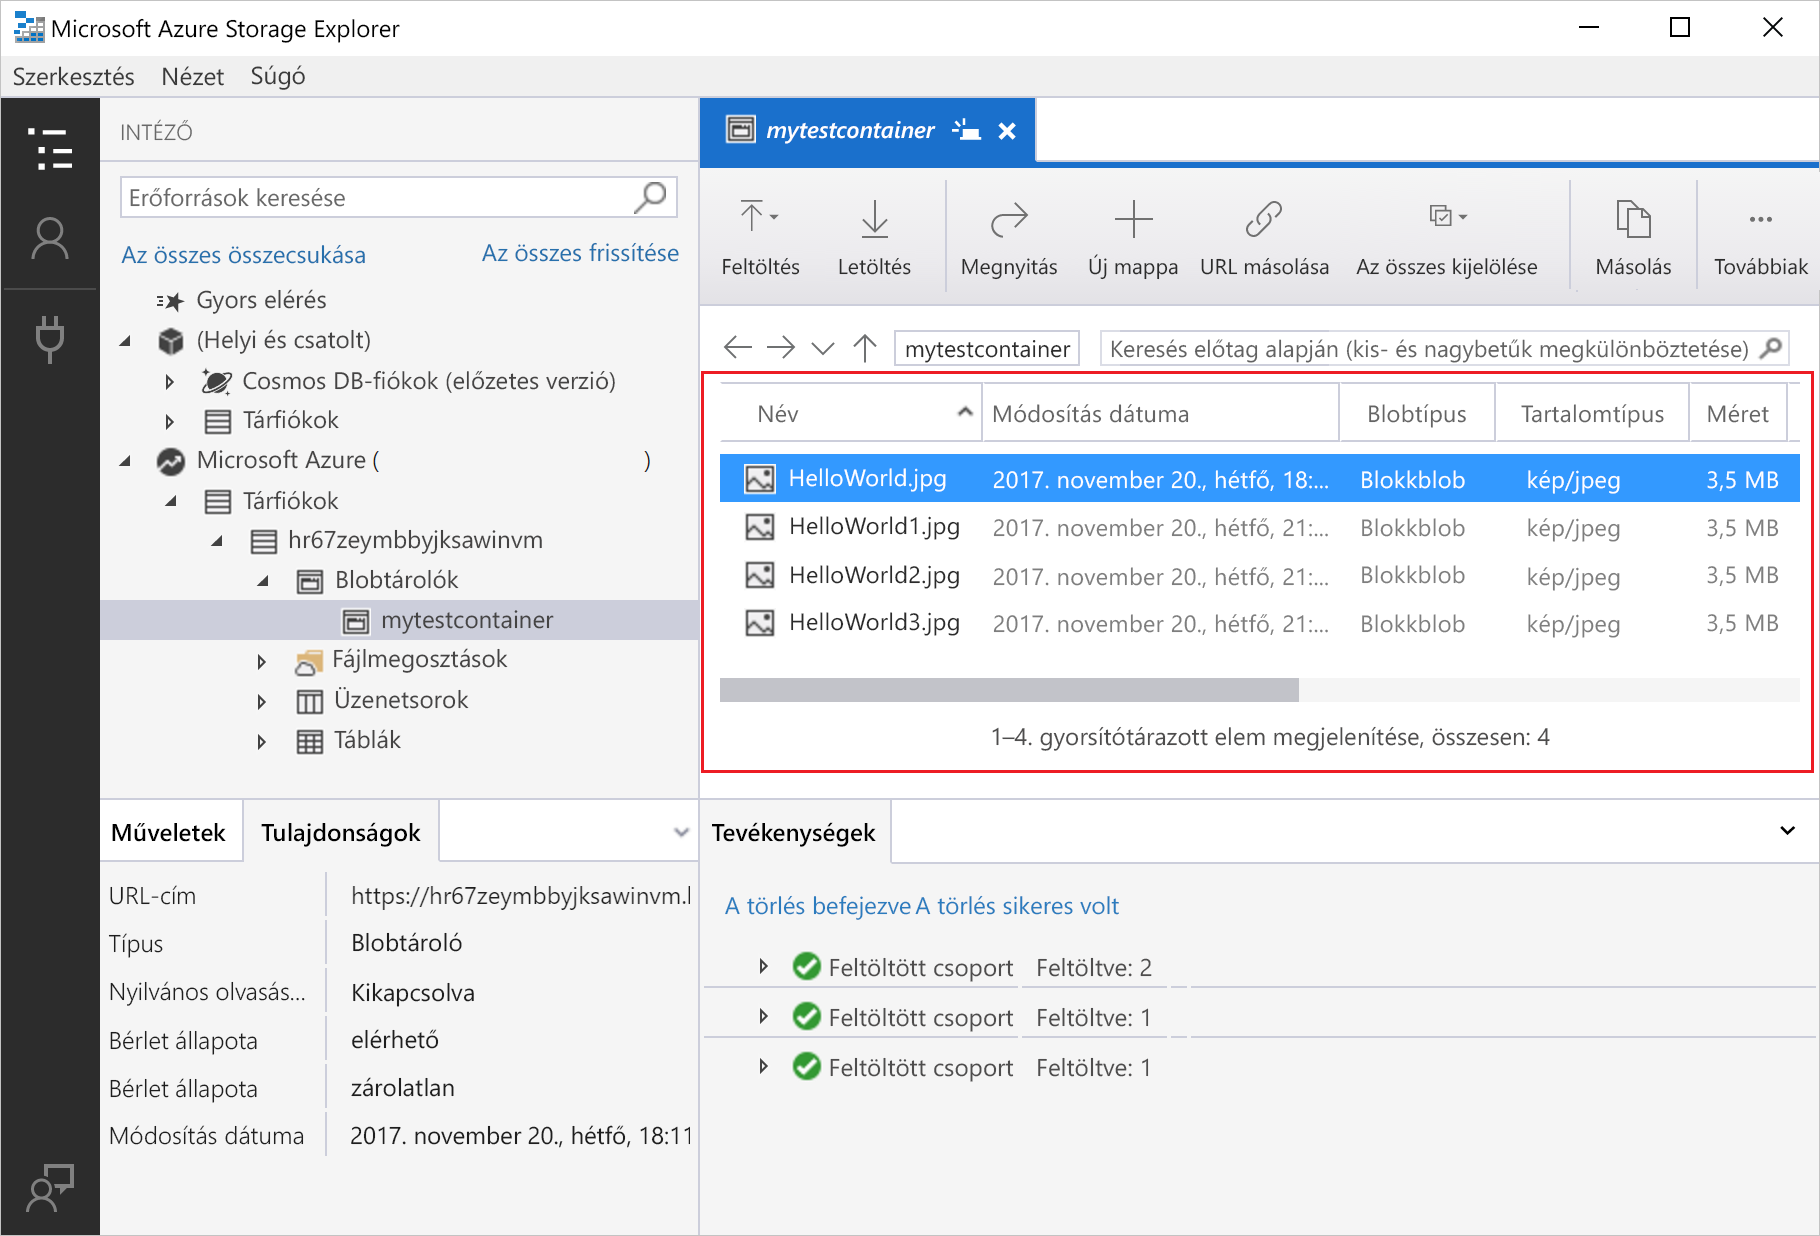 Microsoft Azure Storage Explorer
Szerkesztés Nézet Súgó
INTÉZŐ
Erőforrások keresése
Az összes összecsukása Az összes frissítése
Gyors elérés
(Helyi és csatolt)
Cosmos DB-fiókok (előzetes verzió)
Tárfiókok
Microsoft Azure ( )
Tárfiókok
hr67zeymbbyjksawinvm
Blobtárolók
mytestcontainer
Fájlmegosztások
Üzenetsorok
Táblák
mytestcontainer
Feltöltés Letöltés Megnyitás Új mappa URL másolása Az összes kijelölése Másolás Továbbiak
mytestcontainer Keresés előtag alapján (kis- és nagybetűk megkülönböztetése)
Név Módosítás dátuma Blobtípus Tartalomtípus Méret
HelloWorld.jpg 2017. november 20., hétfő, 18:... Blokkblob kép/jpeg 3,5 MB
HelloWorld1.jpg 2017. november 20., hétfő, 21:... Blokkblob kép/jpeg 3,5 MB
HelloWorld2.jpg 2017. november 20., hétfő, 21:... Blokkblob kép/jpeg 3,5 MB
HelloWorld3.jpg 2017. november 20., hétfő, 21:... Blokkblob kép/jpeg 3,5 MB
1–4. gyorsítótárazott elem megjelenítése, összesen: 4
Műveletek Tulajdonságok
URL-cím https://hr67zeymbbyjksawinvm.l
Típus Blobtároló
Nyilvános olvasás... Kikapcsolva
Bérlet állapota elérhető
Bérlet állapota zárolatlan
Módosítás dátuma 2017. november 20., hétfő, 18:11
Tevékenységek
A törlés befejezve A törlés sikeres volt
Feltöltött csoport Feltöltve: 2
Feltöltött csoport Feltöltve: 1
Feltöltött csoport Feltöltve: 1